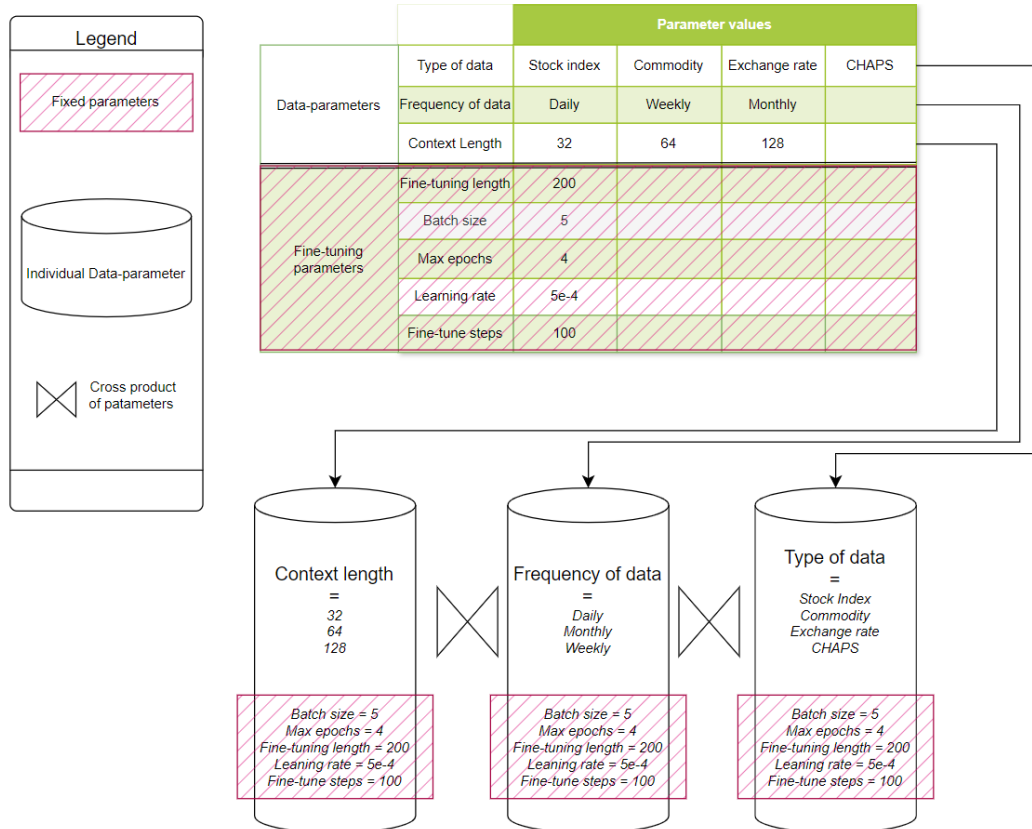 Legend
Fixed parameters
Individual Data-parameter
Cross product
of patameters
Parameter values
Data-parameters
Type of data Stock index Commodity Exchange rate CHAPS
Frequency of data Daily Weekly Monthly
Context Length 32 64 128
Fine-tuning
parameters
Fine-tuning length 200
Batch size 5
Max epochs 4
Learning rate 5e-4
Fine-tune steps 100
Context length
=
32
64
128
Batch size = 5
Max epochs = 4
Fine-tuning length = 200
Leaning rate = 5e-4
Fine-tune steps = 100
Frequency of data
=
Daily
Monthly
Weekly
Batch size = 5
Max epochs = 4
Fine-tuning length = 200
Leaning rate = 5e-4
Fine-tune steps = 100
Type of data
=
Stock Index
Commodity
Exchange rate
CHAPS
Batch size = 5
Max epochs = 4
Fine-tuning length = 200
Leaning rate = 5e-4
Fine-tune steps = 100